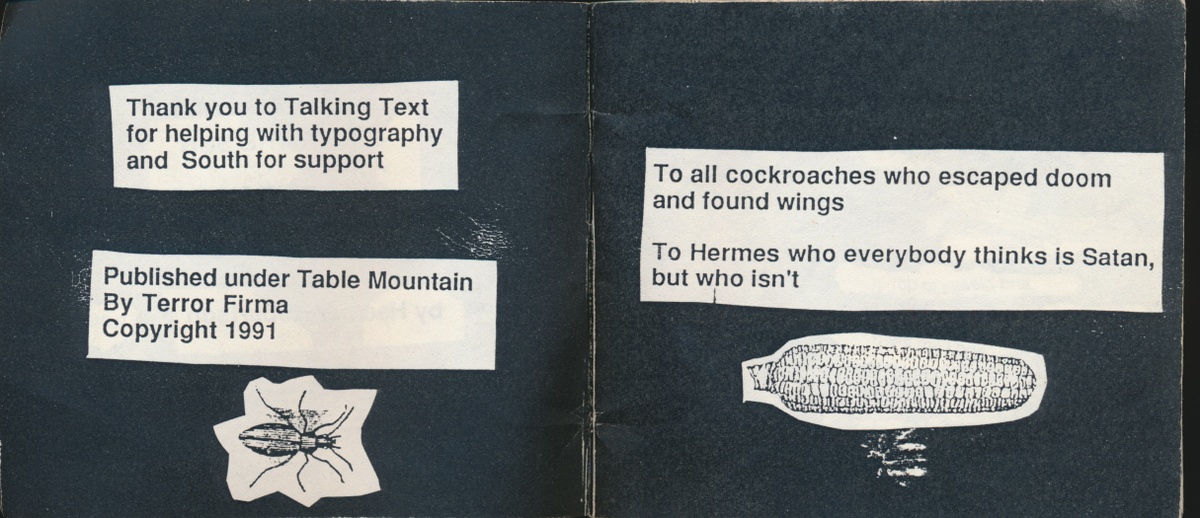 Thank you to Talking Text
for helping with typography
and South for support
Published under Table Mountain
By Terror Firma
Copyright 1991
To all cockroaches who escaped doom
and found wings
To Hermes who everybody thinks is Satan,
but who isn't